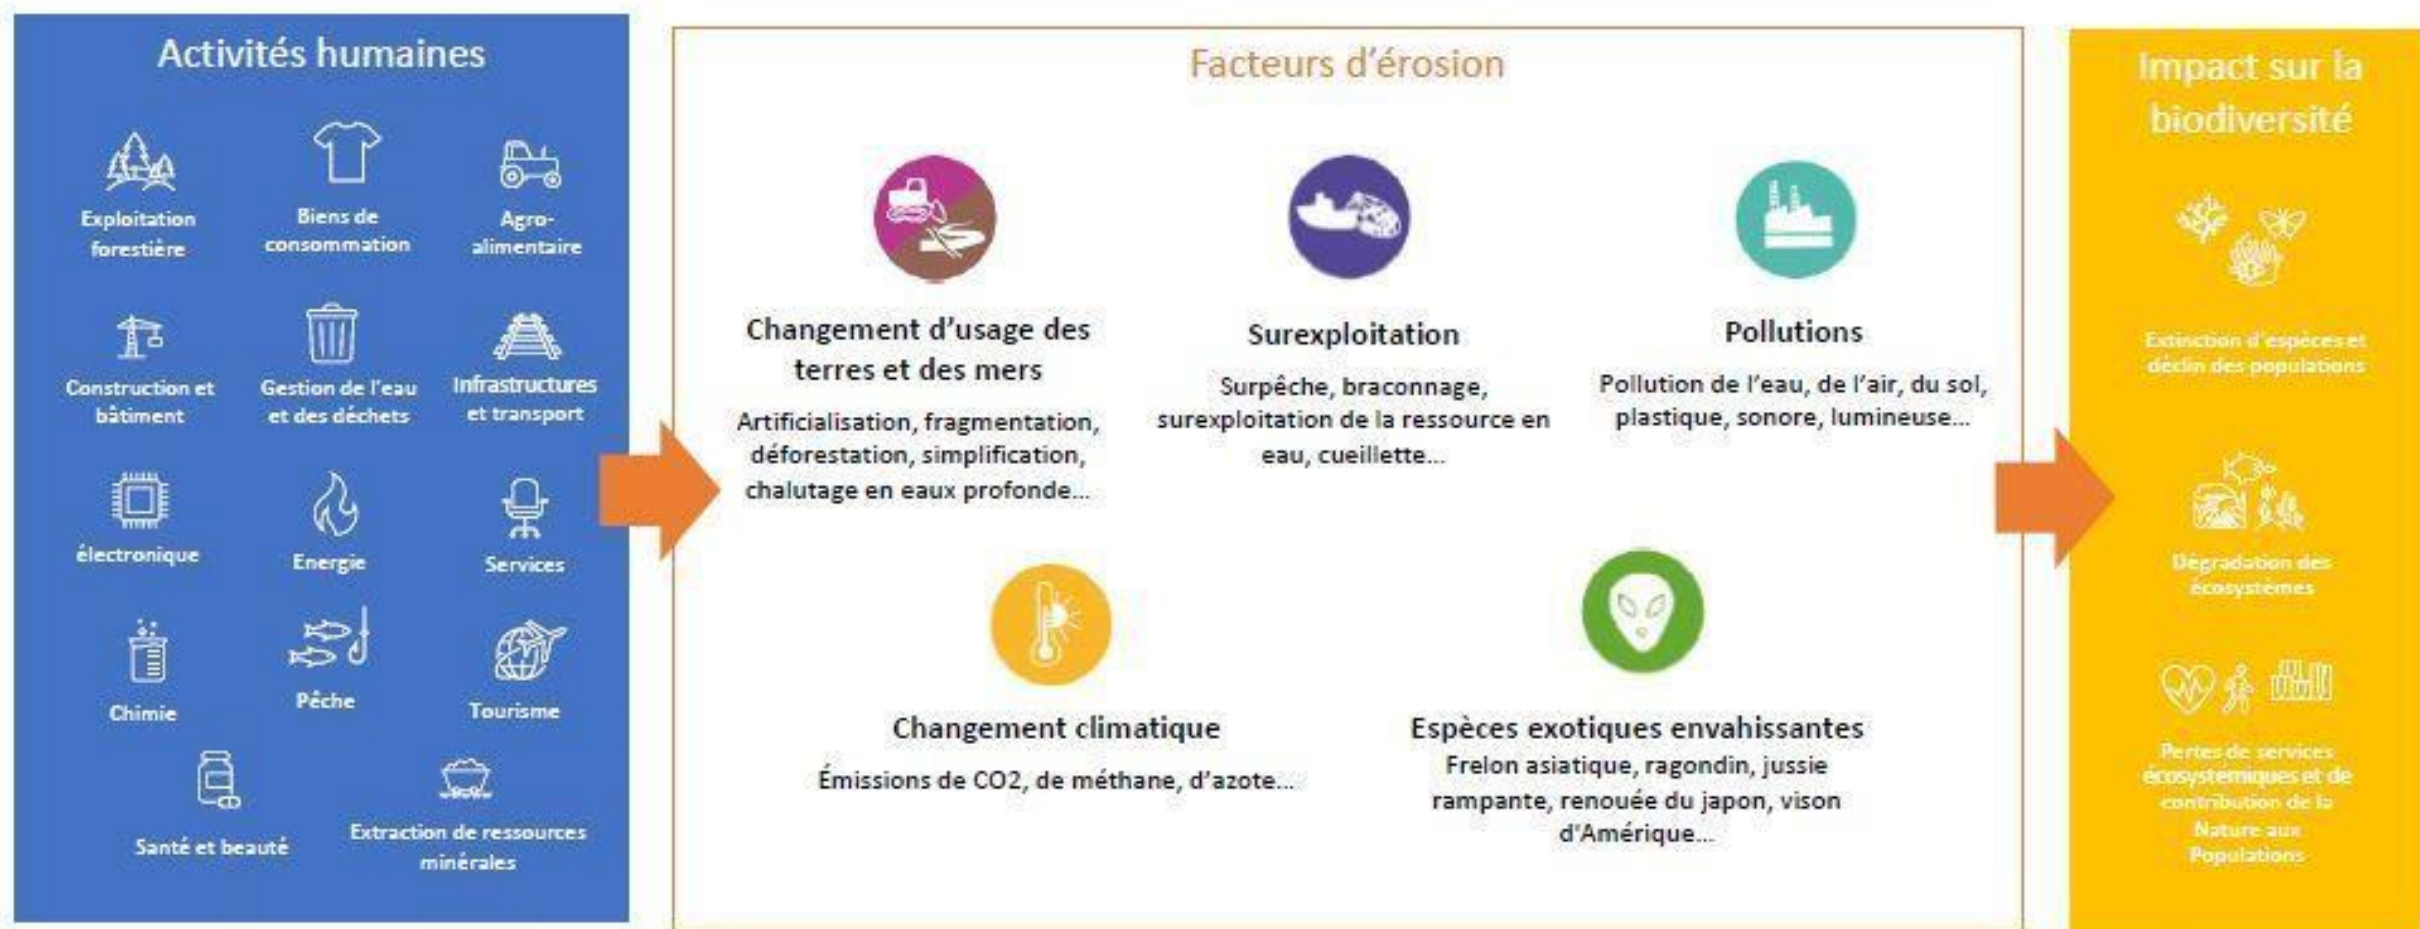 Activités humaines
Exploitation
forestière
Biens de
consommation
Agro-
alimentaire
Construction et
bâtiment
Gestion de l'eau
et des déchets
Infrastructures
et transport
électronique
Energie
Services
Chimie
Pêche
Tourisme
Santé et beauté
Extraction de ressources
minérales
Facteurs d'érosion
Changement d'usage des
terres et des mers
Artificialisation, fragmentation,
déforestation, simplification,
chalutage en eaux profonde...
Surexploitation
Surpêche, braconnage,
surexploitation de la ressource en
eau, cueillette...
Pollutions
Pollution de l'eau, de l'air, du sol,
plastique, sonore, lumineuse...
Changement climatique
Émissions de CO2, de méthane, d'azote...
Espèces exotiques envahissantes
Frelon asiatique, ragondin, jussie
rampante, renouée du japon, vison
d'Amérique...
Impact sur la
biodiversité
Extinction d'espèces et
déclin des populations
Dégradation des
écosystèmes
Pertes de services
écosystémiques et de
contribution de la
Nature aux
Populations